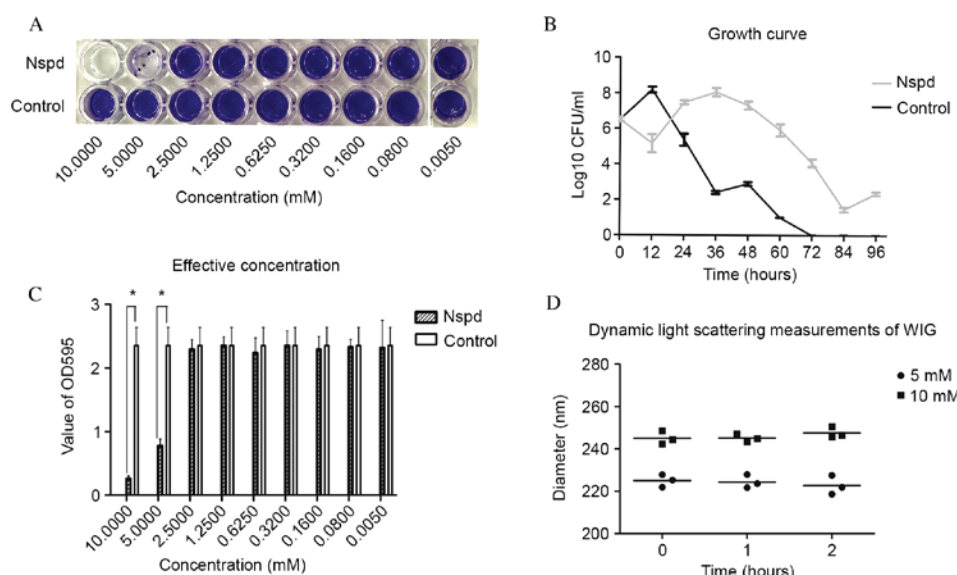 A
Nspd
Control
10.0000
5.0000
2.5000
1.2500
0.6250
0.3200
0.1600
0.0800
0.0050
Concentration (mM)
B
Growth curve
Nspd
Control
Log10 CFU/ml
10
8
6
4
2
0
0 12 24 36 48 60 72 84 96
Time (hours)
C
Effective concentration
* *
Nspd
Control
Value of OD595
3
2
1
0
10.0000
5.0000
2.5000
1.2500
0.6250
0.3200
0.1600
0.0800
0.0050
Concentration (mM)
D
Dynamic light scattering measurements of WIG
5 mM
10 mM
Diameter (nm)
260
240
220
200
0 1 2
Time (hours)